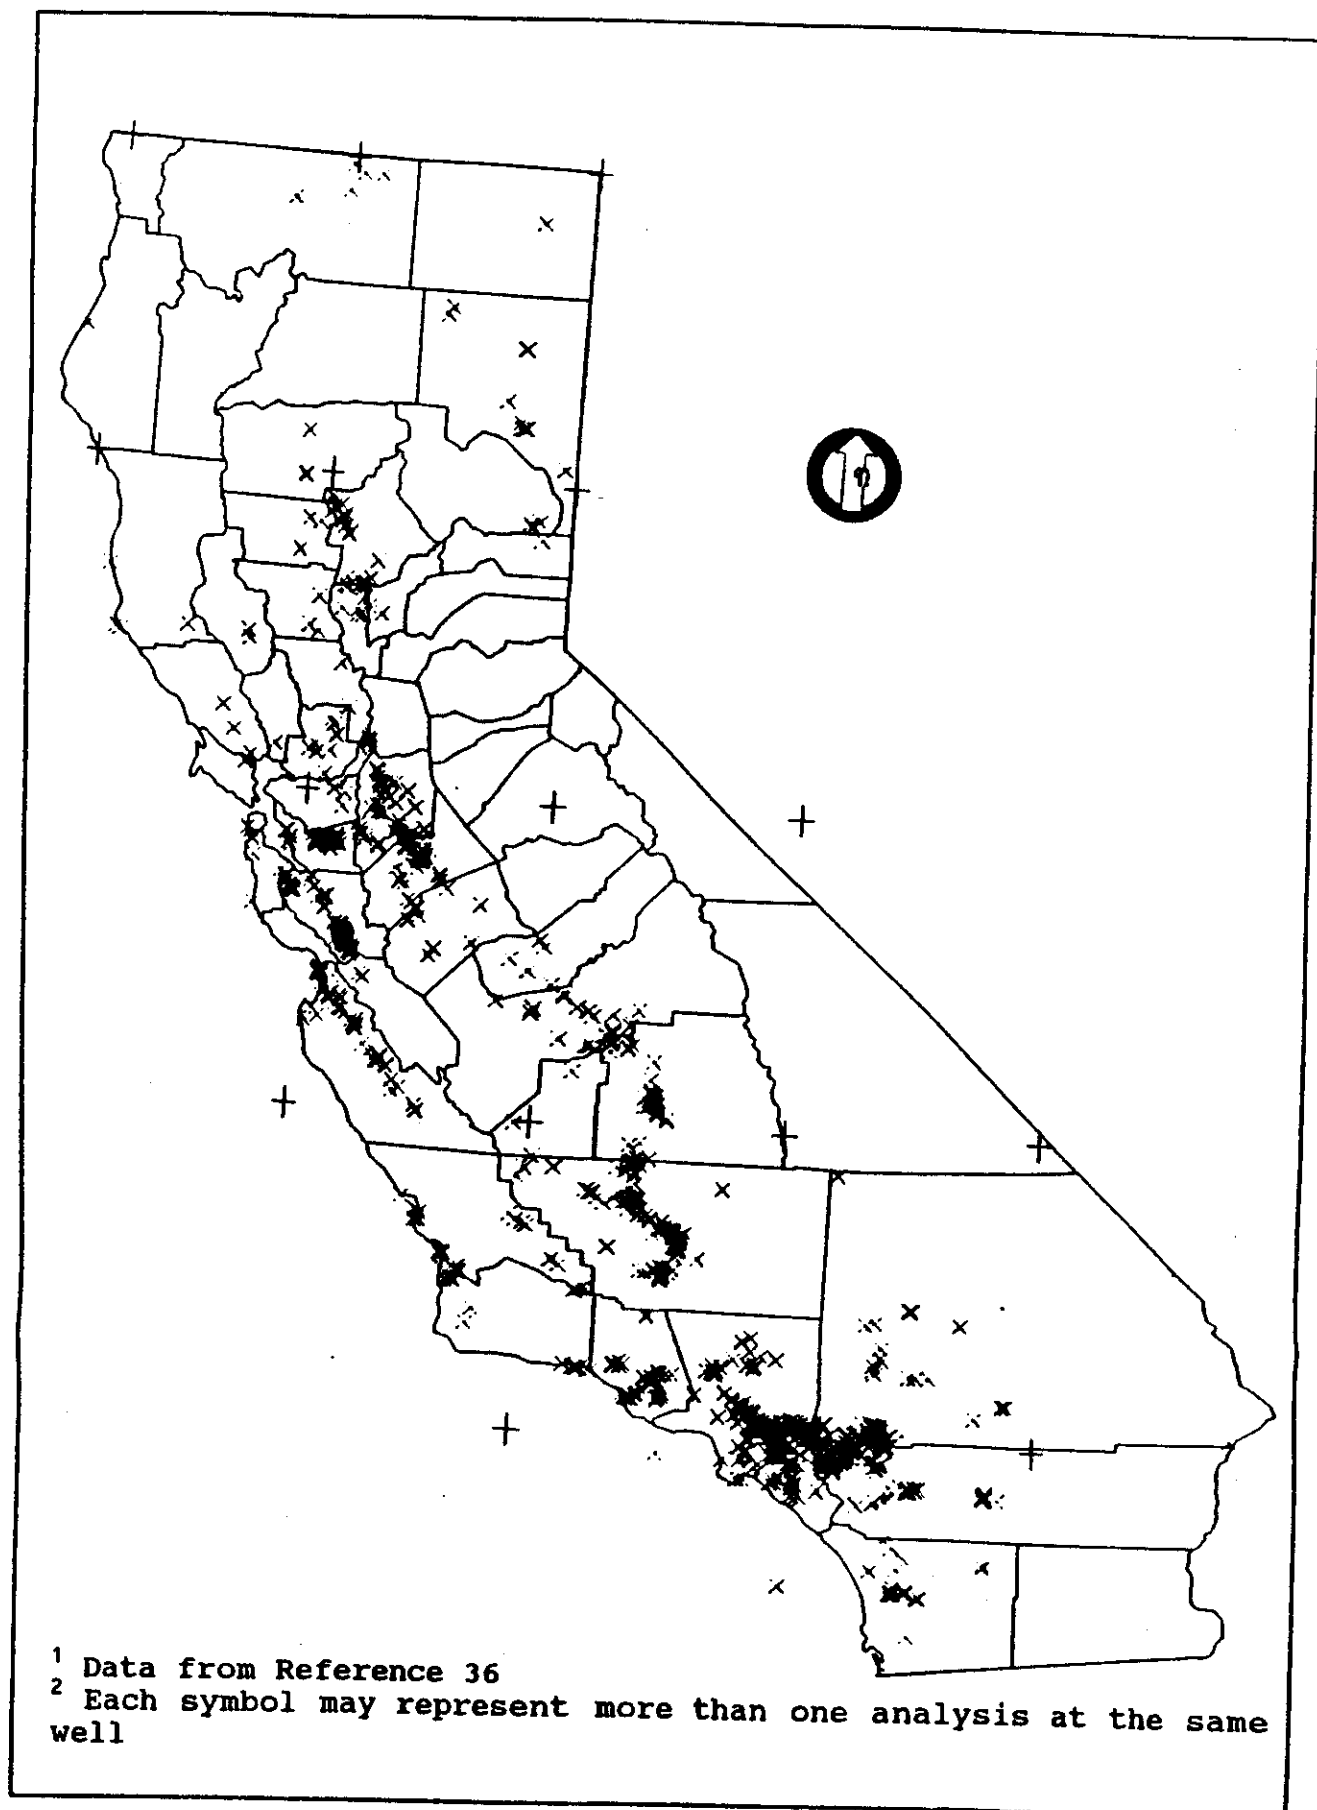 1 Data from Reference 36
2 Each symbol may represent more than one analysis at the same
well